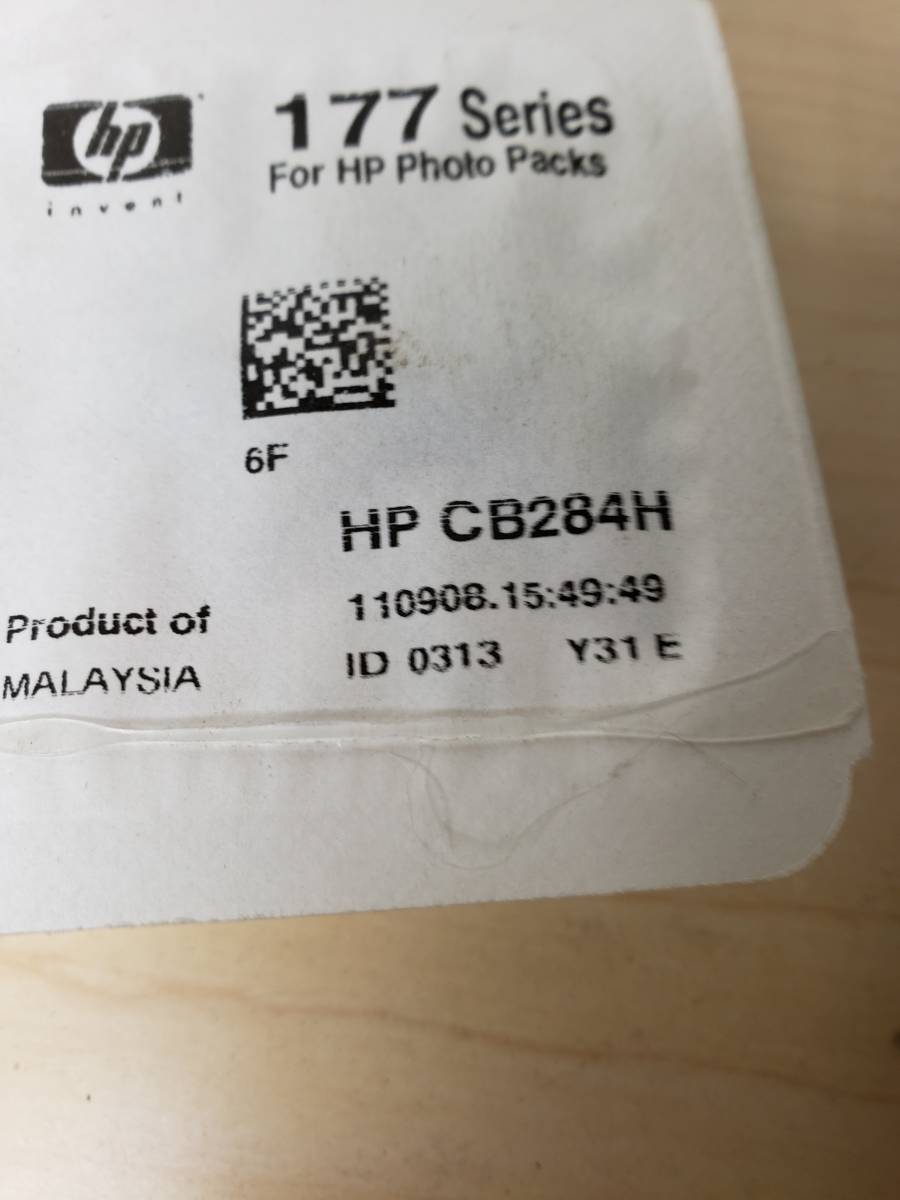 hp
invent
177 Series
For HP Photo Packs
6F
HP CB284H
110908.15:49:49
ID 0313 Y31 E
Product of
MALAYSIA